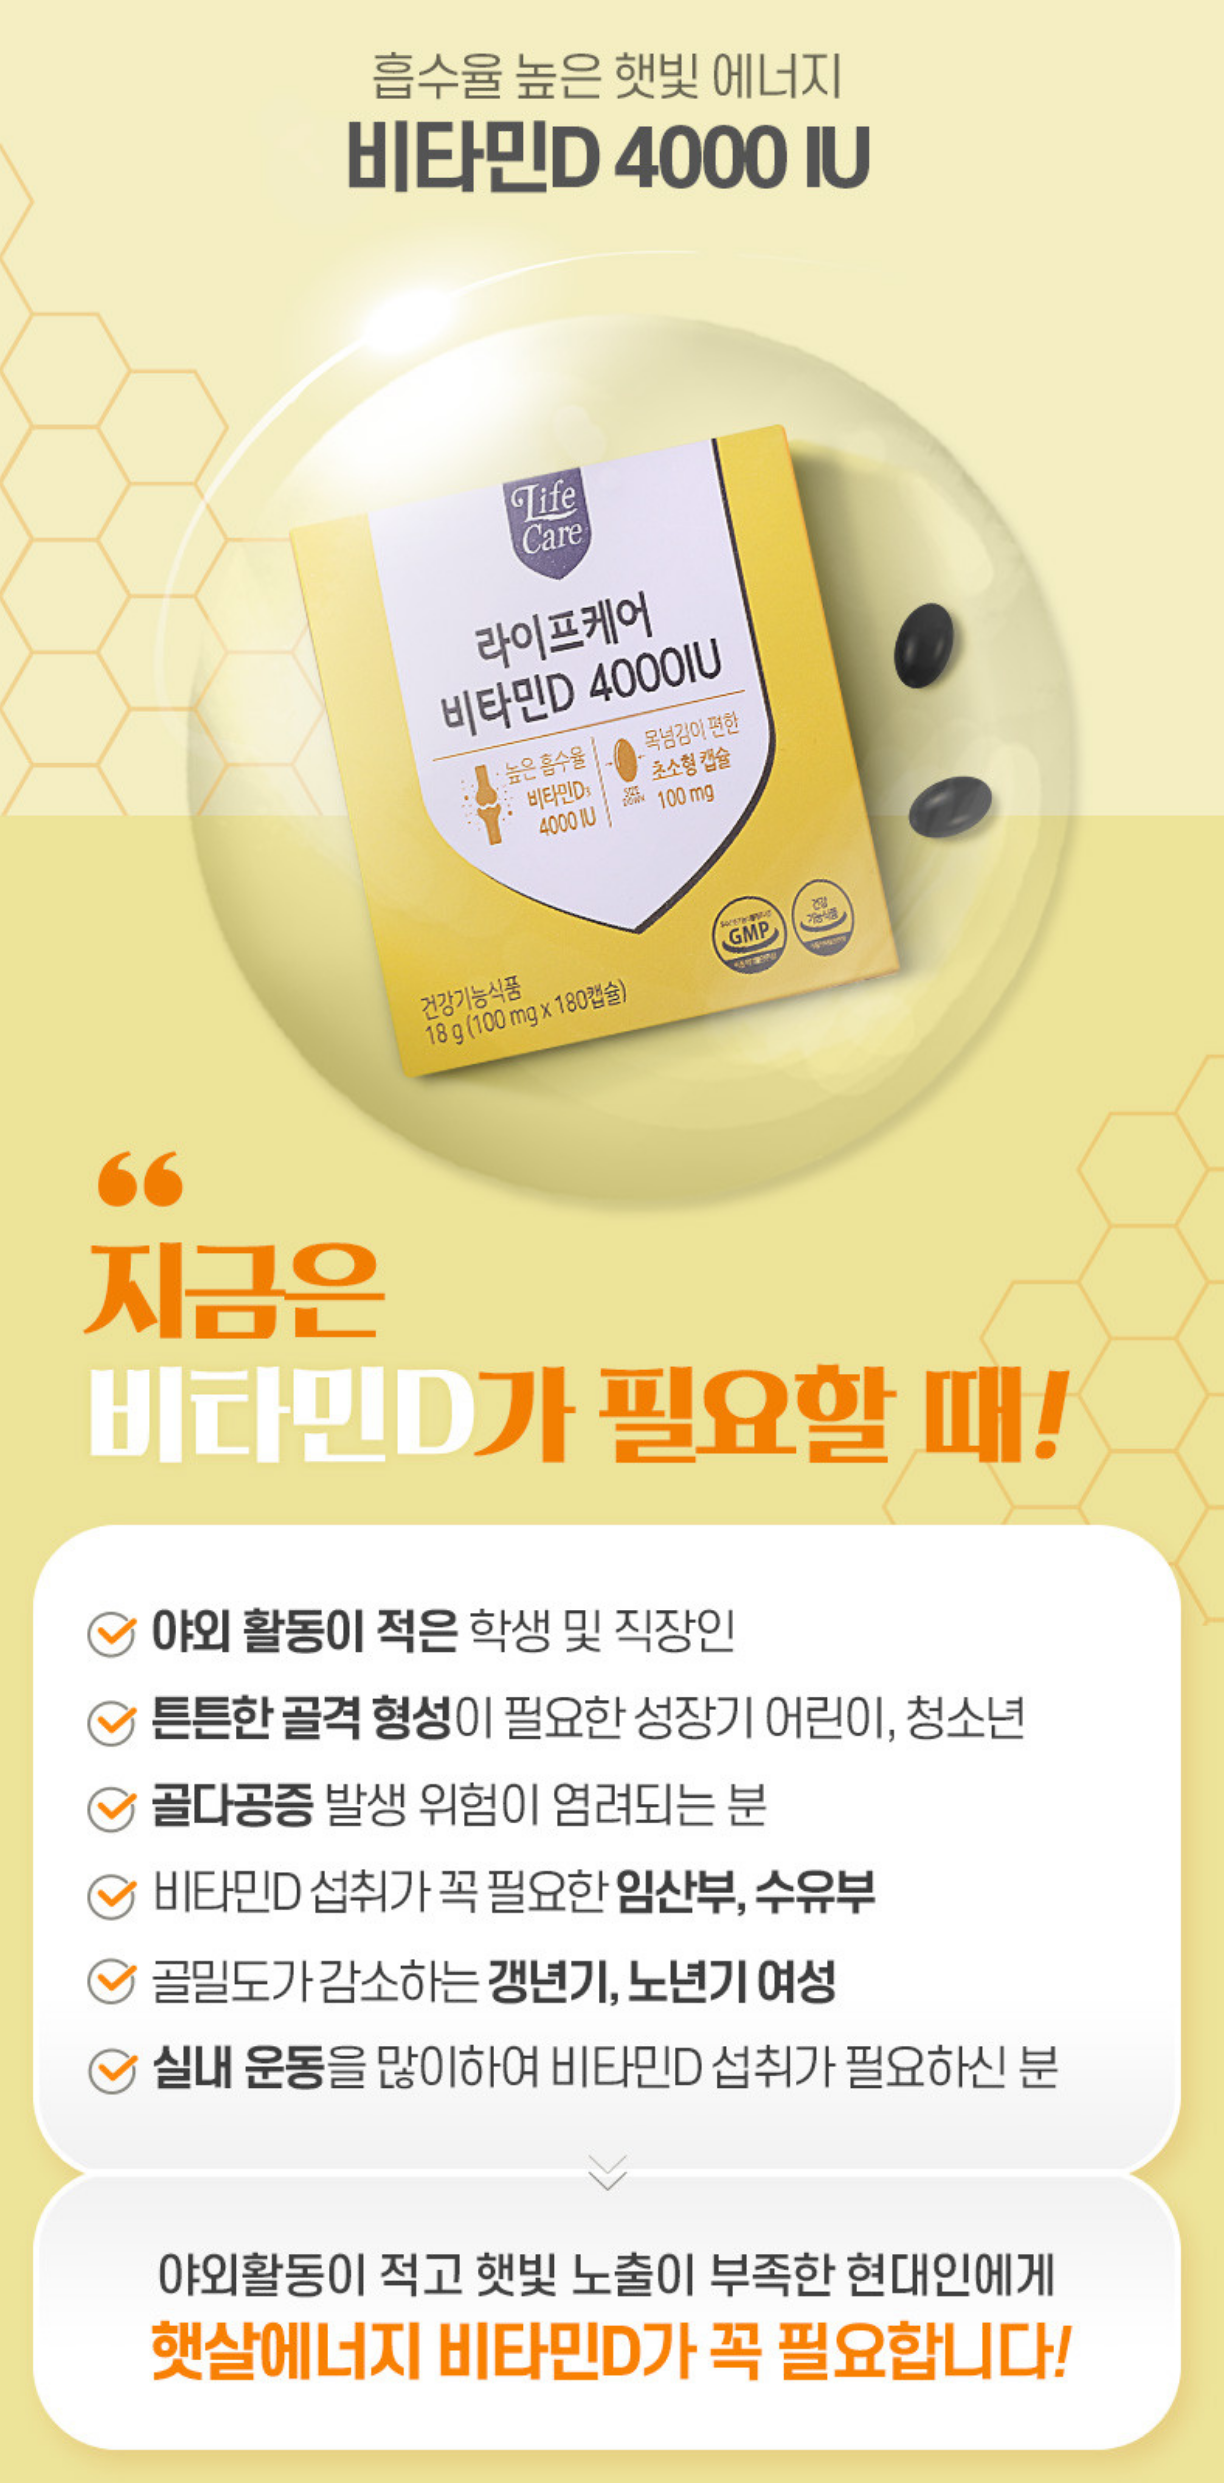 흡수율 높은 햇빛 에너지
비타민D 4000 IU
Life
Care
라이프케어
비타민D 4000IU
높은 흡수율
비타민D₃
4000 IU
목넘김이 편한
초소형 캡슐
100 mg
SIZE
DOWN
GMP
건강
기능식품
건강기능식품
18 g (100 mg x 180캡슐)
“
지금은
비타민D가 필요할 때!
야외 활동이 적은 학생 및 직장인
튼튼한 골격 형성이 필요한 성장기 어린이, 청소년
골다공증 발생 위험이 염려되는 분
비타민D 섭취가 꼭 필요한 임산부, 수유부
골밀도가 감소하는 갱년기, 노년기 여성
실내 운동을 많이하여 비타민D 섭취가 필요하신 분
야외활동이 적고 햇빛 노출이 부족한 현대인에게
햇살에너지 비타민D가 꼭 필요합니다!